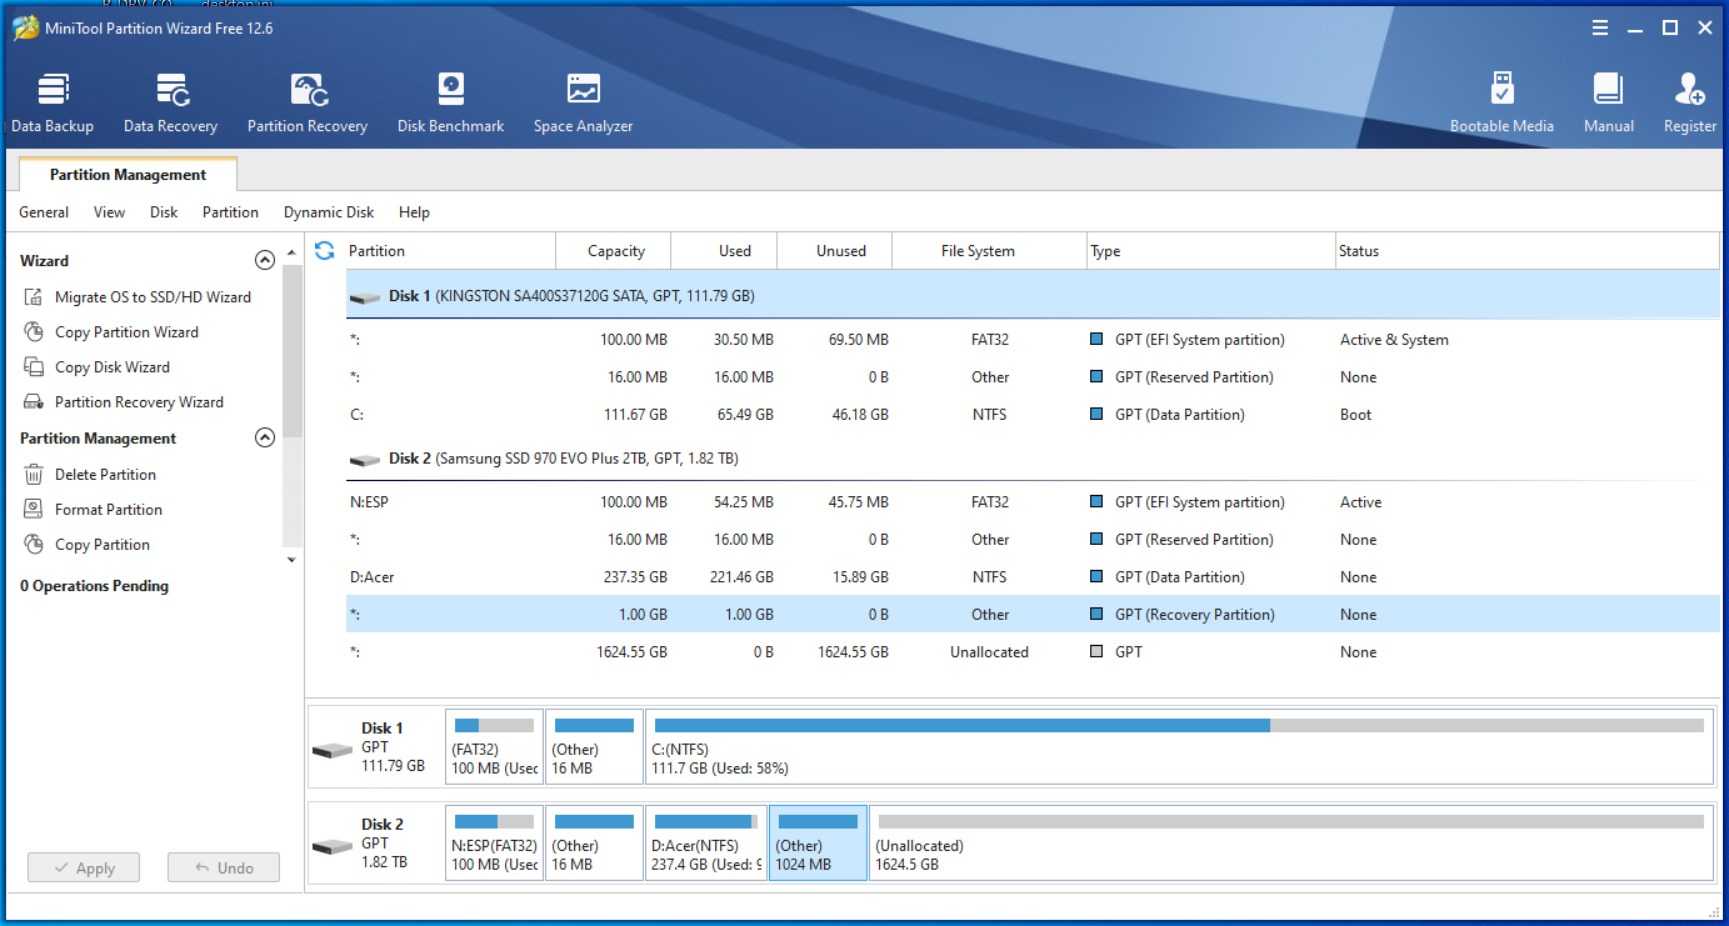 MiniTool Partition Wizard Free 12.6
Data Backup Data Recovery Partition Recovery Disk Benchmark Space Analyzer Bootable Media Manual Register
Partition Management
General View Disk Partition Dynamic Disk Help
Wizard
Migrate OS to SSD/HD Wizard
Copy Partition Wizard
Copy Disk Wizard
Partition Recovery Wizard
Partition Management
Delete Partition
Format Partition
Copy Partition
0 Operations Pending
Apply Undo
Partition Capacity Used Unused File System Type Status
Disk 1 (KINGSTON SA400S37120G SATA, GPT, 111.79 GB)
*: 100.00 MB 30.50 MB 69.50 MB FAT32 GPT (EFI System partition) Active & System
*: 16.00 MB 16.00 MB 0 B Other GPT (Reserved Partition) None
C: 111.67 GB 65.49 GB 46.18 GB NTFS GPT (Data Partition) Boot
Disk 2 (Samsung SSD 970 EVO Plus 2TB, GPT, 1.82 TB)
N:ESP 100.00 MB 54.25 MB 45.75 MB FAT32 GPT (EFI System partition) Active
*: 16.00 MB 16.00 MB 0 B Other GPT (Reserved Partition) None
D:Acer 237.35 GB 221.46 GB 15.89 GB NTFS GPT (Data Partition) None
*: 1.00 GB 1.00 GB 0 B Other GPT (Recovery Partition) None
*: 1624.55 GB 0 B 1624.55 GB Unallocated GPT None
Disk 1
GPT
111.79 GB
(FAT32)
100 MB (Used
(Other)
16 MB
C:(NTFS)
111.7 GB (Used: 58%)
Disk 2
GPT
1.82 TB
N:ESP(FAT32)
100 MB (Used
(Other)
16 MB
D:Acer(NTFS)
237.4 GB (Used: 9
(Other)
1024 MB
(Unallocated)
1624.5 GB